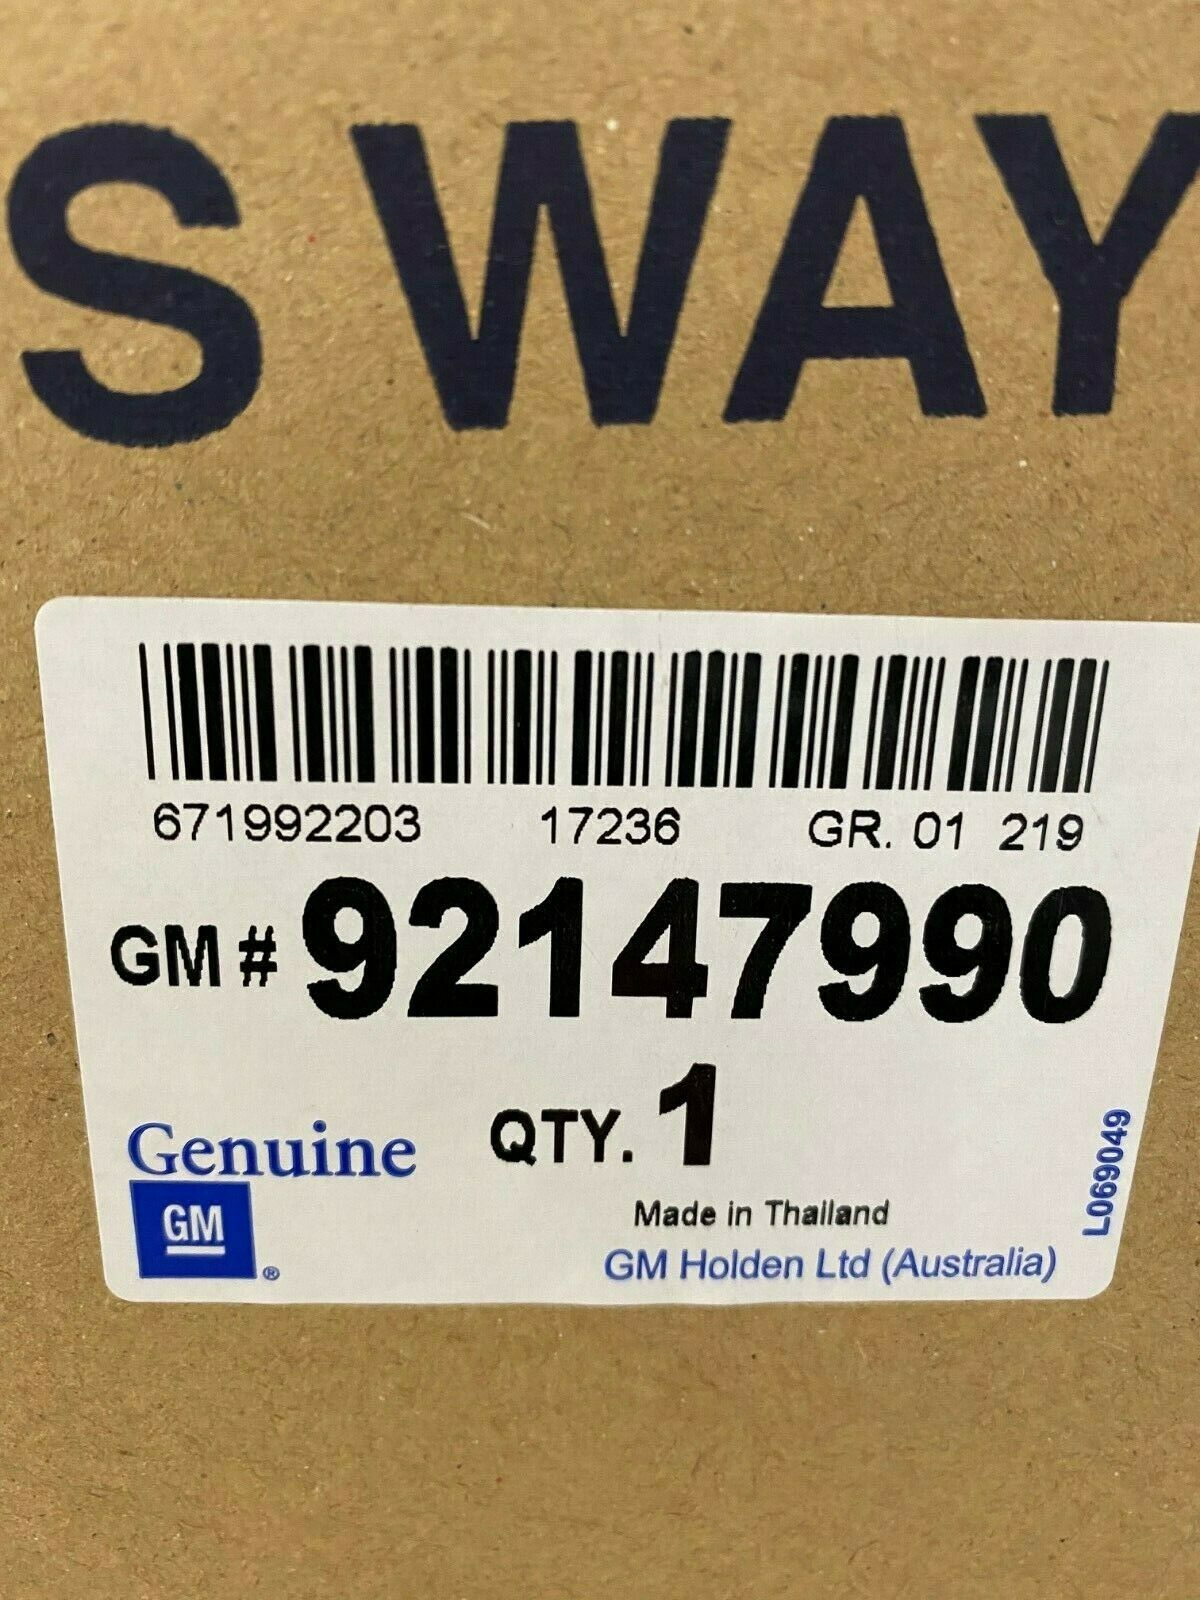 S WAY
671992203 17236 GR. 01 219
GM # 92147990
QTY. 1
Genuine
GM ®
Made in Thailand
GM Holden Ltd (Australia)
L069049